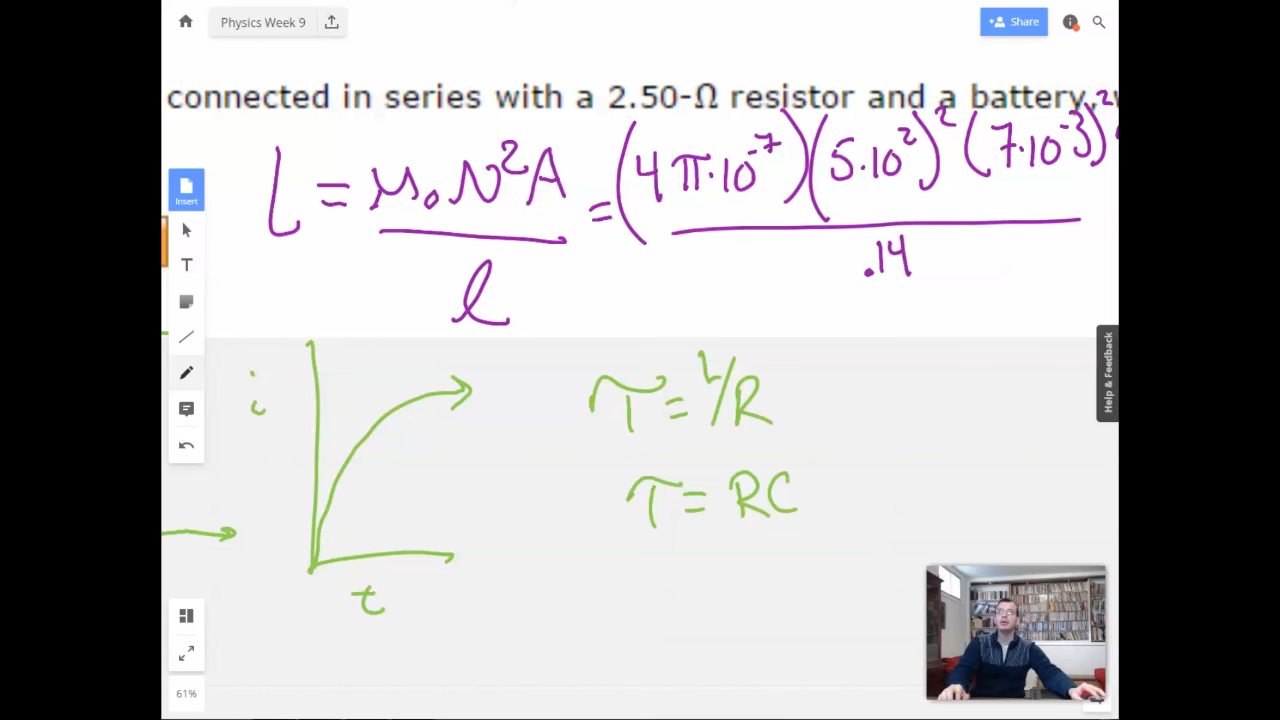 Physics Week 9
Share
connected in series with a 2.50-Ω resistor and a battery,
L = μ₀N²A = (4π·10⁻⁷)(5·10²)²(7·10⁻³)²
l
.14
Insert
T
i
t
τ = L/R
τ = RC
Help & Feedback
61%